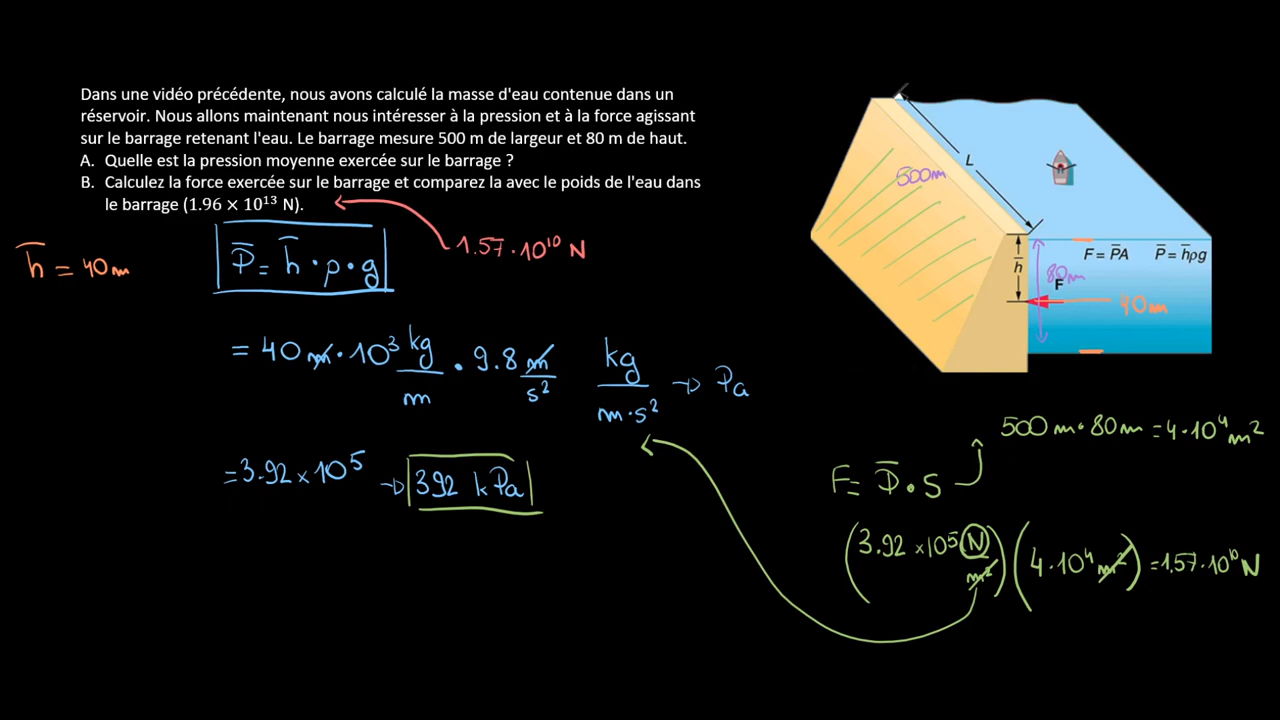 Dans une vidéo précédente, nous avons calculé la masse d'eau contenue dans un
réservoir. Nous allons maintenant nous intéresser à la pression et à la force agissant
sur le barrage retenant l'eau. Le barrage mesure 500 m de largeur et 80 m de haut.
A. Quelle est la pression moyenne exercée sur le barrage ?
B. Calculez la force exercée sur le barrage et comparez la avec le poids de l'eau dans
le barrage (1.96 × 10¹³ N).
1.57 · 10¹⁰ N
h̄ = 40 m
P̄ = h̄ · ρ · g
= 40 m · 10³ kg/m · 9.8 m/s²
kg/m·s² → Pa
= 3.92 × 10⁵ → 392 kPa
L
500m
h̄
80m
F = P̄A
P̄ = h̄ρg
F
40m
500 m · 80m = 4 · 10⁴ m²
F = P̄ · S
(3.92 × 10⁵ N/m²) (4 · 10⁴ m²) = 1.57 · 10¹⁰ N